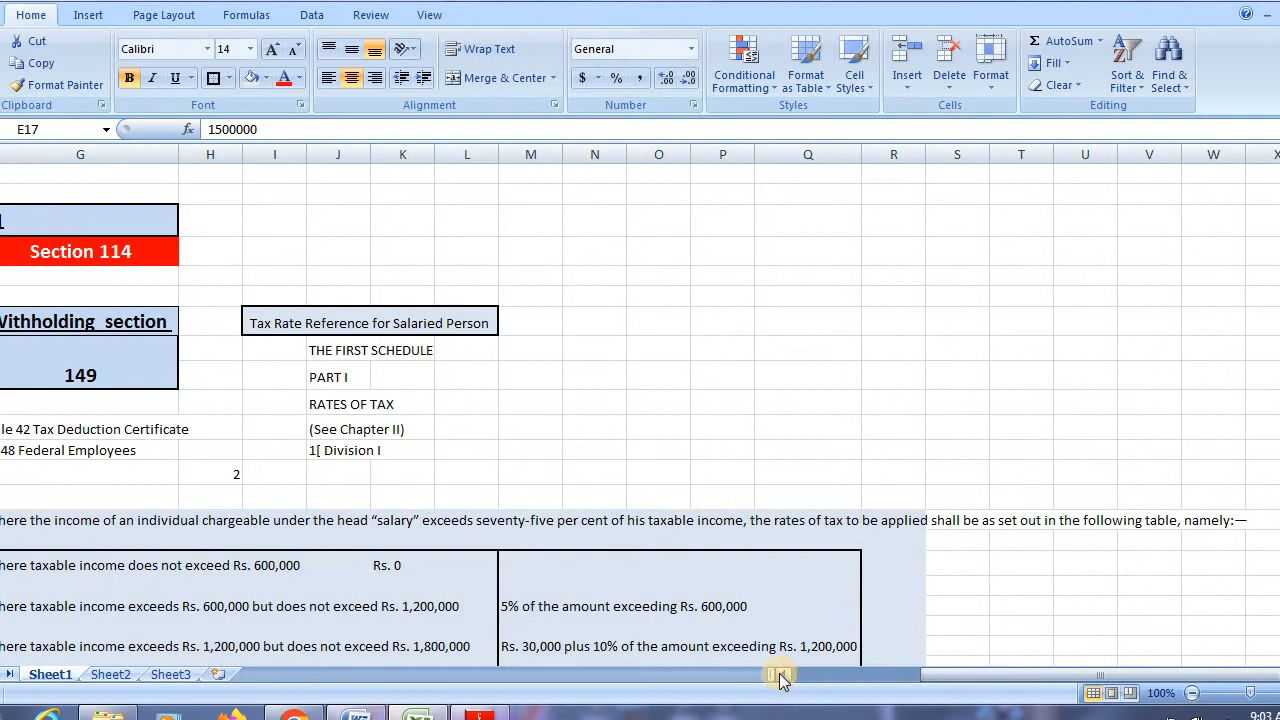 Home Insert Page Layout Formulas Data Review View
Cut
Copy
Format Painter
Clipboard
Calibri 14
B I U A
Font
Wrap Text
Merge & Center
Alignment
General
$ % ,
Number
Conditional Formatting
Format as Table
Cell Styles
Styles
Insert Delete Format
Cells
AutoSum
Fill
Clear
Sort & Filter
Find & Select
Editing
E17 fx 1500000
G H I J K L M N O P Q R S T U V W X
Section 114
Withholding section
Tax Rate Reference for Salaried Person
THE FIRST SCHEDULE
149
PART I
RATES OF TAX
le 42 Tax Deduction Certificate (See Chapter II)
48 Federal Employees 1[ Division I
2
here the income of an individual chargeable under the head “salary” exceeds seventy-five per cent of his taxable income, the rates of tax to be applied shall be as set out in the following table, namely:—
here taxable income does not exceed Rs. 600,000 Rs. 0
here taxable income exceeds Rs. 600,000 but does not exceed Rs. 1,200,000 5% of the amount exceeding Rs. 600,000
here taxable income exceeds Rs. 1,200,000 but does not exceed Rs. 1,800,000 Rs. 30,000 plus 10% of the amount exceeding Rs. 1,200,000
Sheet1 Sheet2 Sheet3
100%
9:03